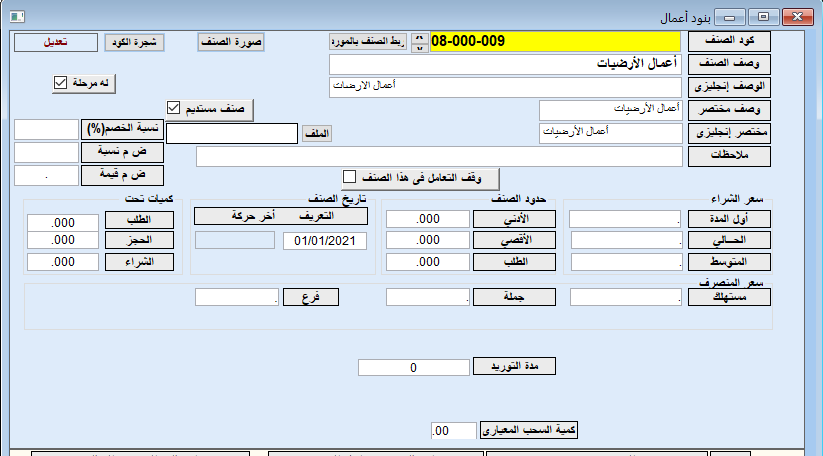 بنود أعمال
كود الصنف 08-000-009 ربط الصنف بالمورد صورة الصنف شجرة الكود تعديل
وصف الصنف أعمال الأرضيات
الوصف إنجليزى أعمال الارضيات له مرحلة
وصف مختصر أعمال الأرضيات صنف مستديم
مختصر إنجليزى أعمال الأرضيات الملف نسبة الخصم(%)
ملاحظات ض م نسبة
وقف التعامل فى هذا الصنف ض م قيمة .
سعر الشراء حدود الصنف تاريخ الصنف كميات تحت
أول المدة . الأدني .000 التعريف أخر حركة الطلب .000
الحــالي . الأقصي .000 01/01/2021 الحجز .000
المتوسط . الطلب .000 الشراء .000
سعر المنصرف
مستهلك . جملة . فرع .
مدة التوريد 0
كمية السحب المعيارى .00